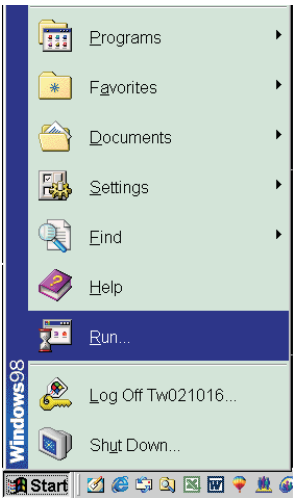 Programs
Favorites
Documents
Settings
Find
Help
Run...
Log Off Tw021016...
Shut Down...
Windows98
Start